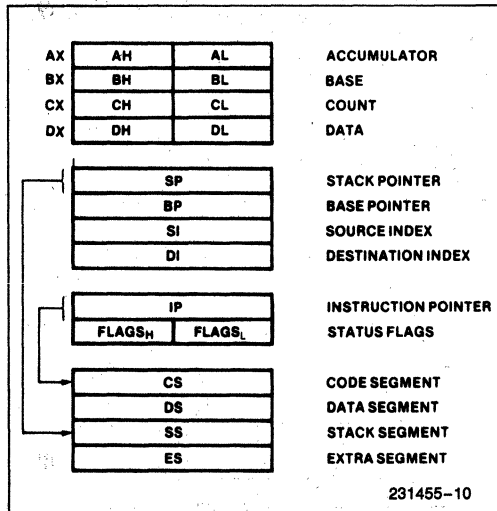 AX AH AL ACCUMULATOR
BX BH BL BASE
CX CH CL COUNT
DX DH DL DATA
SP STACK POINTER
BP BASE POINTER
SI SOURCE INDEX
DI DESTINATION INDEX
IP INSTRUCTION POINTER
FLAGSH FLAGSL STATUS FLAGS
CS CODE SEGMENT
DS DATA SEGMENT
SS STACK SEGMENT
ES EXTRA SEGMENT
231455–10